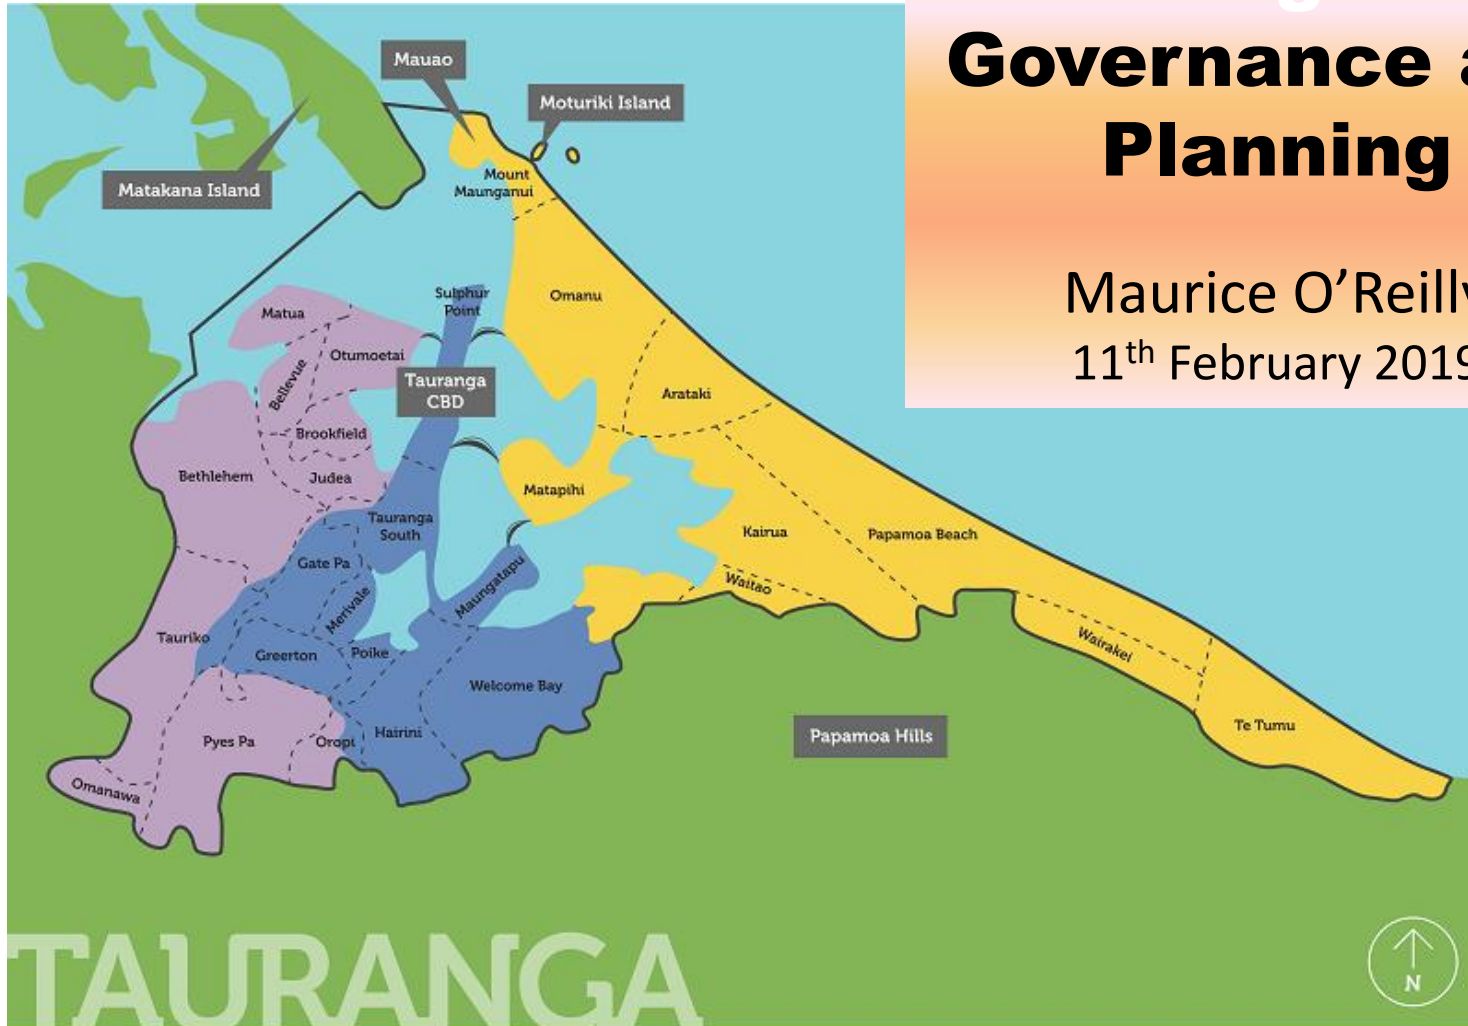 Governance
Planning
Maurice O'Reilly
11th February 2019
Mauao
Moturiki Island
Matakana Island
Mount
Maunganui
Sulphur
Point
Omanu
Matua
Otumoetai
Bellevue
Tauranga
CBD
Arataki
Brookfield
Bethlehem
Judea
Matapihi
Tauranga
South
Kairua
Papamoa Beach
Gate Pa
Maungatapu
Waitao
Merivale
Tauriko
Greerton
Poike
Wairakei
Welcome Bay
Te Tumu
Hairini
Pyes Pa
Oropi
Papamoa Hills
Omanawa
TAURANGA
N